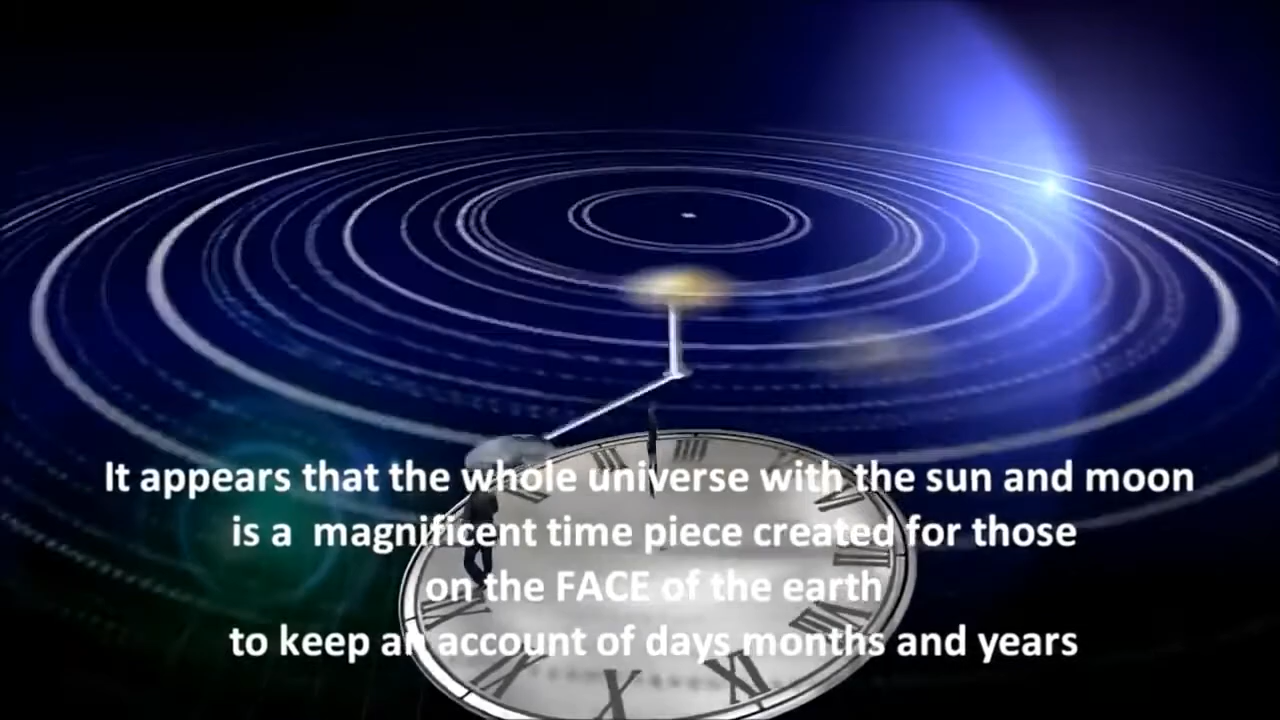 It appears that the whole universe with the sun and moon
is a  magnificent time piece created for those
on the FACE of the earth
to keep an account of days months and years